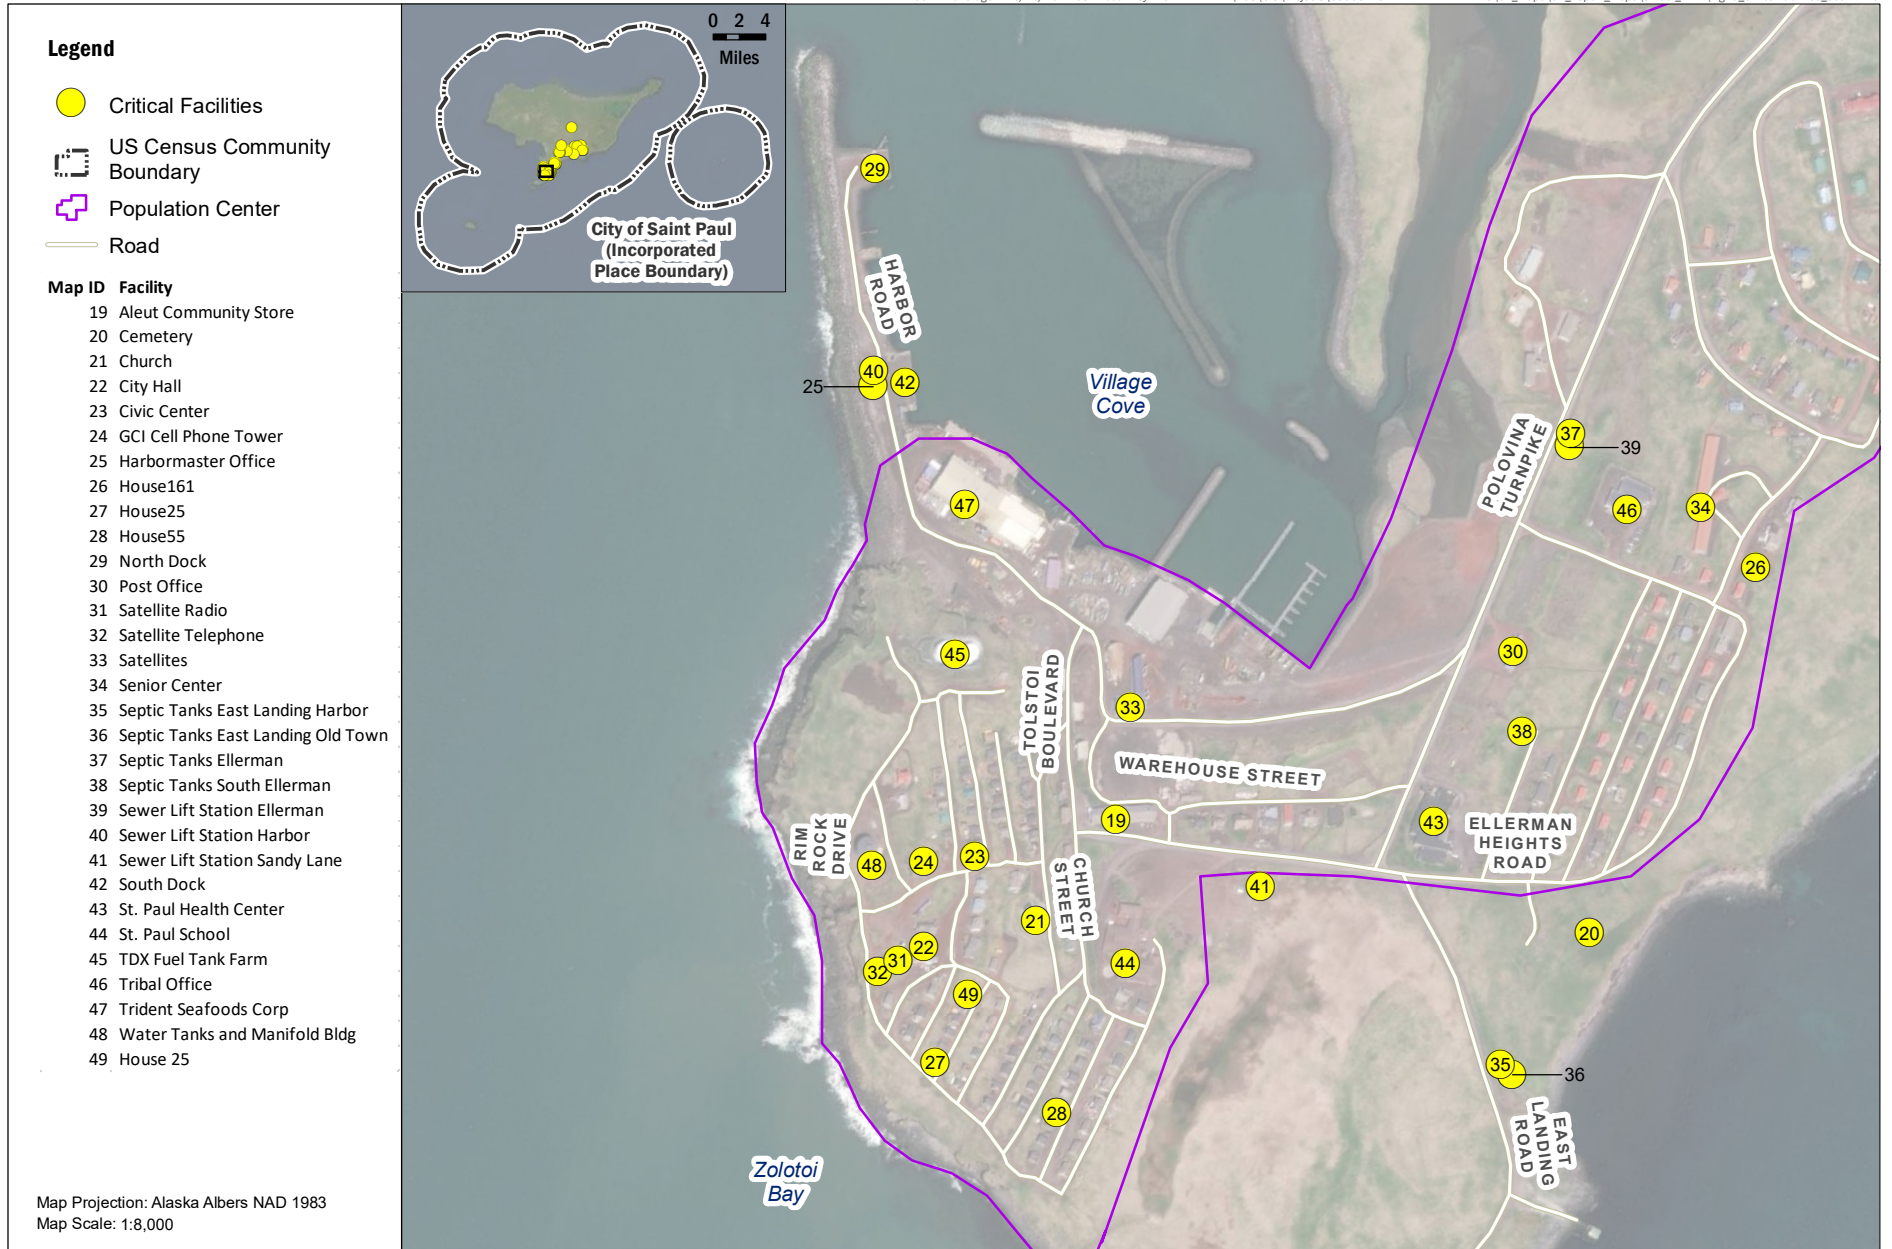 Legend
Critical Facilities
US Census Community
Boundary
Population Center
Road
Map ID Facility
19 Aleut Community Store
20 Cemetery
21 Church
22 City Hall
23 Civic Center
24 GCI Cell Phone Tower
25 Harbormaster Office
26 House161
27 House25
28 House55
29 North Dock
30 Post Office
31 Satellite Radio
32 Satellite Telephone
33 Satellites
34 Senior Center
35 Septic Tanks East Landing Harbor
36 Septic Tanks East Landing Old Town
37 Septic Tanks Ellerman
38 Septic Tanks South Ellerman
39 Sewer Lift Station Ellerman
40 Sewer Lift Station Harbor
41 Sewer Lift Station Sandy Lane
42 South Dock
43 St. Paul Health Center
44 St. Paul School
45 TDX Fuel Tank Farm
46 Tribal Office
47 Trident Seafoods Corp
48 Water Tanks and Manifold Bldg
49 House 25
Map Projection: Alaska Albers NAD 1983
Map Scale: 1:8,000
0 2 4
Miles
City of Saint Paul
(Incorporated
Place Boundary)
29
HARBOR
ROAD
40
25
42
Village
Cove
37
39
POLOVINA
TURNPIKE
47
46
34
26
45
30
TOLSTOI
BOULEVARD
33
38
WAREHOUSE STREET
19
43
ELLERMAN
HEIGHTS
ROAD
RIM
ROCK
DRIVE
48
24
23
CHURCH
STREET
41
21
20
22
31
32
44
49
27
35
36
28
EAST
LANDING
ROAD
Zolotoi
Bay